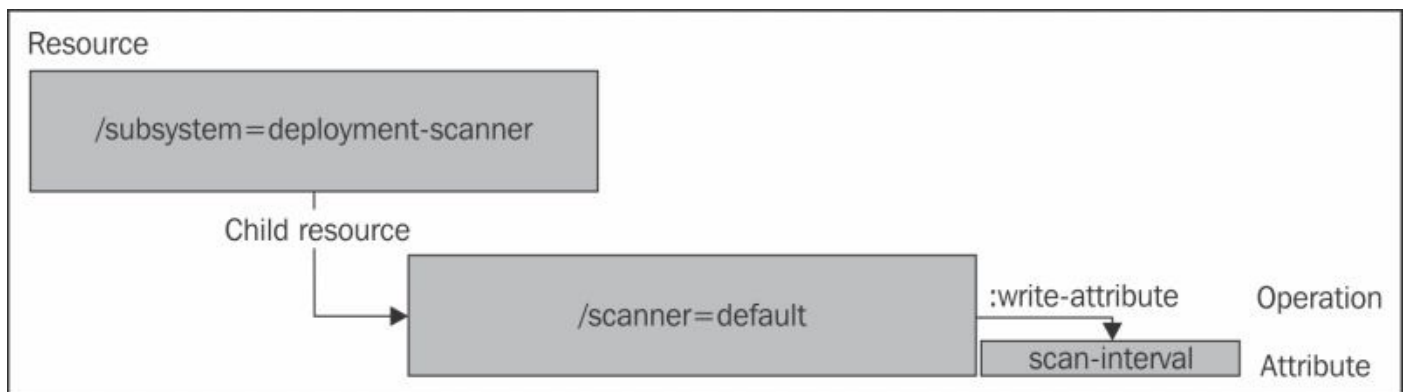 Resource
/subsystem=deployment-scanner
Child resource
/scanner=default
:write-attribute
Operation
scan-interval
Attribute